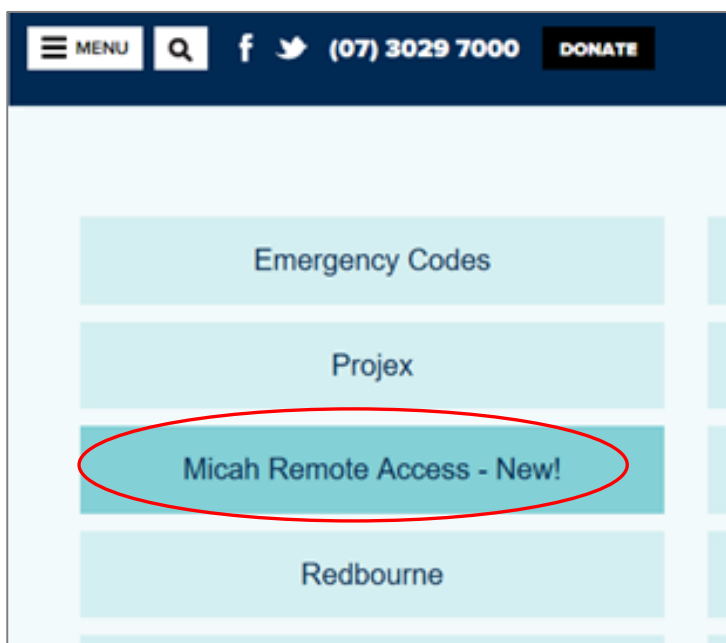 MENU f (07) 3029 7000 DONATE
Emergency Codes
Projex
Micah Remote Access - New!
Redbourne